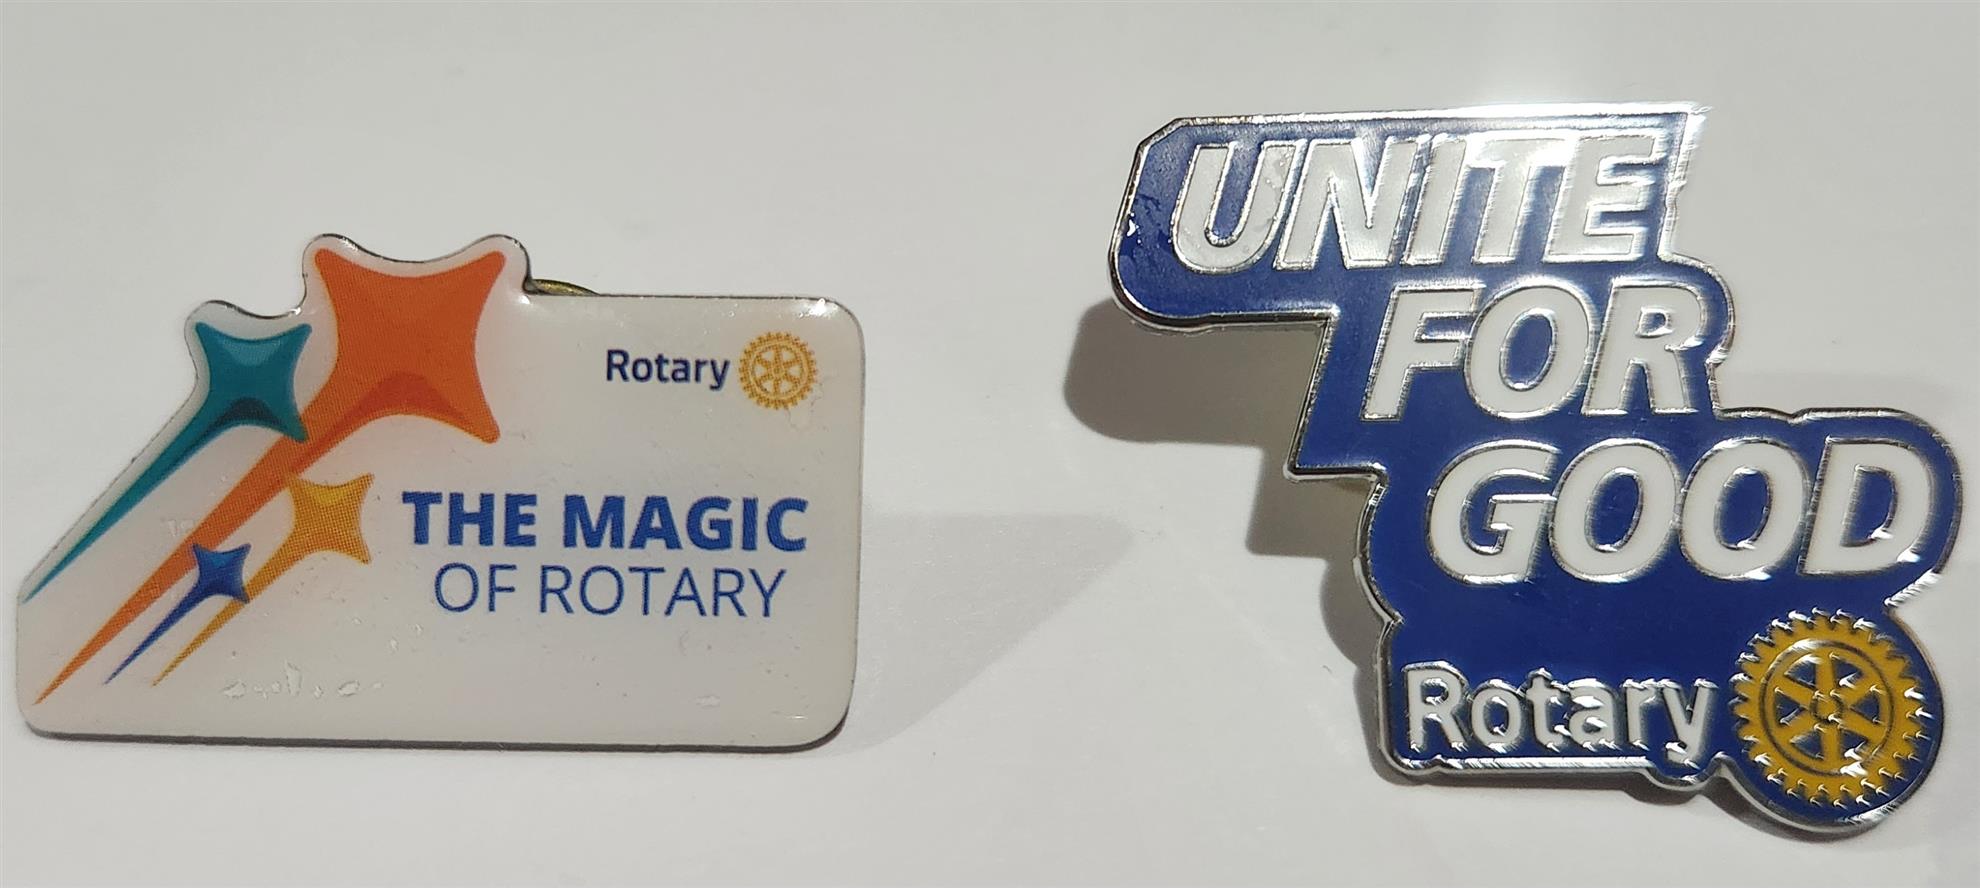 Rotary
THE MAGIC
OF ROTARY
UNITE
FOR
GOOD
Rotary